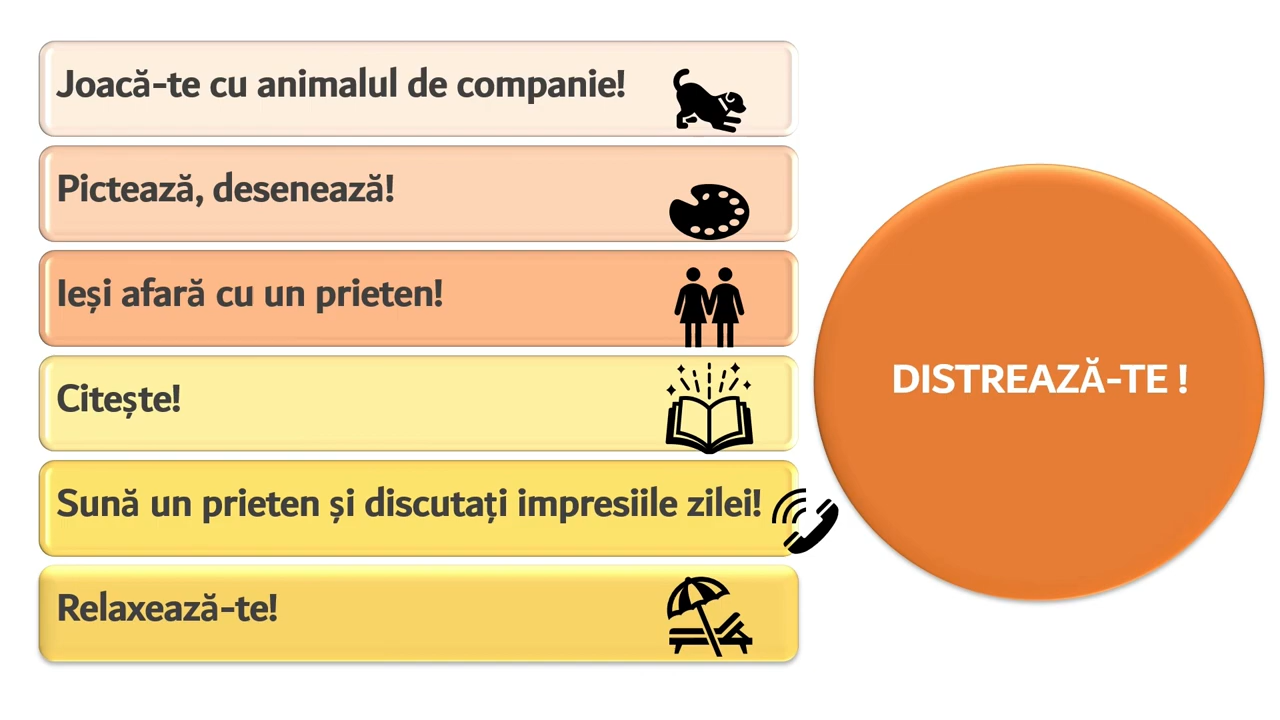 Joacă-te cu animalul de companie!
Pictează, desenează!
Ieși afară cu un prieten!
Citește!
Sună un prieten și discutați impresiile zilei!
Relaxează-te!
DISTREAZĂ-TE !